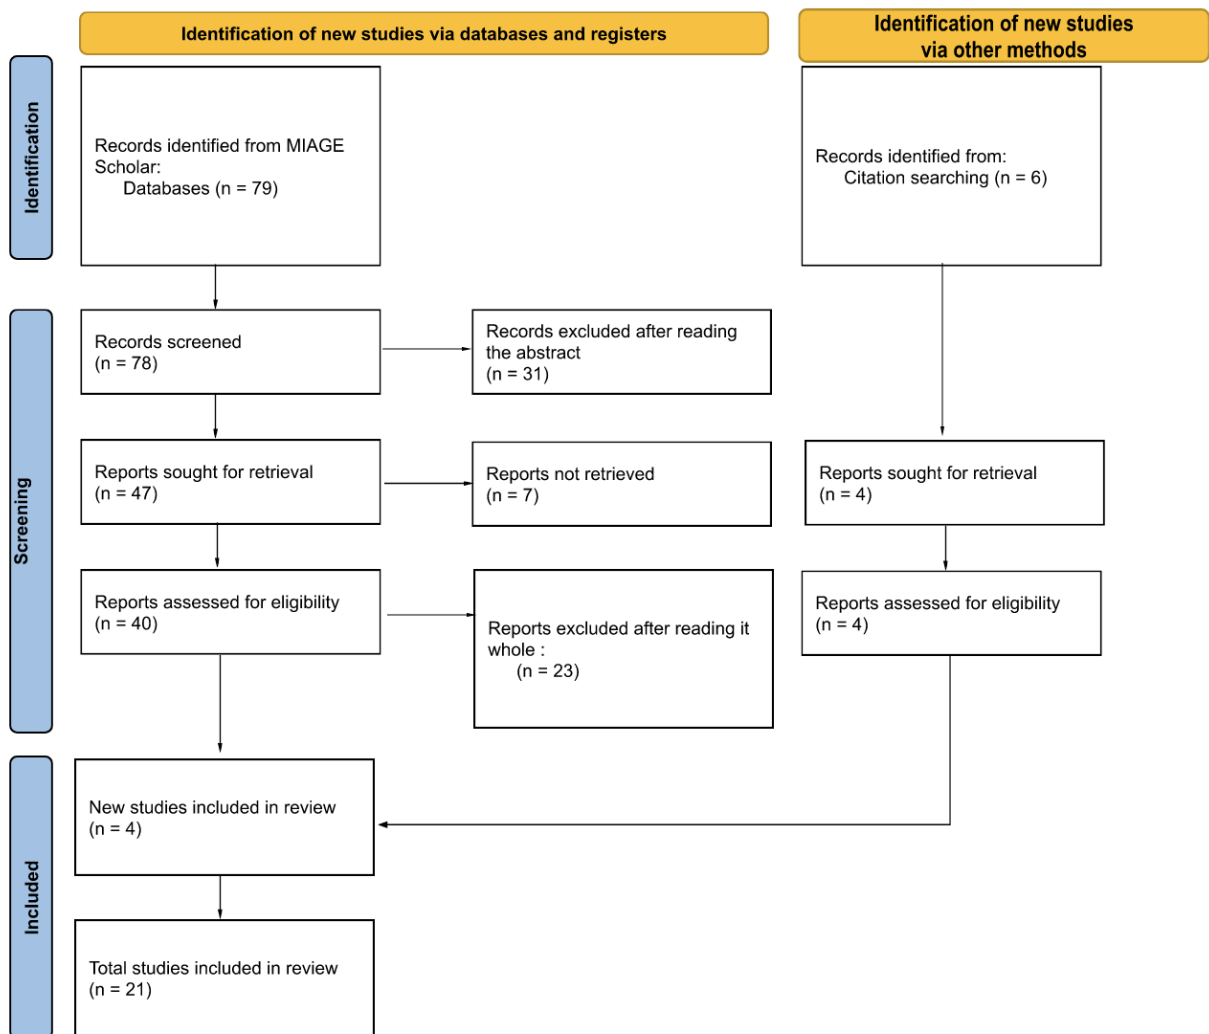 Identification of new studies via databases and registers
Identification of new studies
via other methods
Identification
Records identified from MIAGE
Scholar:
Databases (n = 79)
Records identified from:
Citation searching (n = 6)
Screening
Records screened
(n = 78)
Records excluded after reading
the abstract
(n = 31)
Reports sought for retrieval
(n = 47)
Reports not retrieved
(n = 7)
Reports sought for retrieval
(n = 4)
Reports assessed for eligibility
(n = 40)
Reports excluded after reading it
whole :
(n = 23)
Reports assessed for eligibility
(n = 4)
Included
New studies included in review
(n = 4)
Total studies included in review
(n = 21)